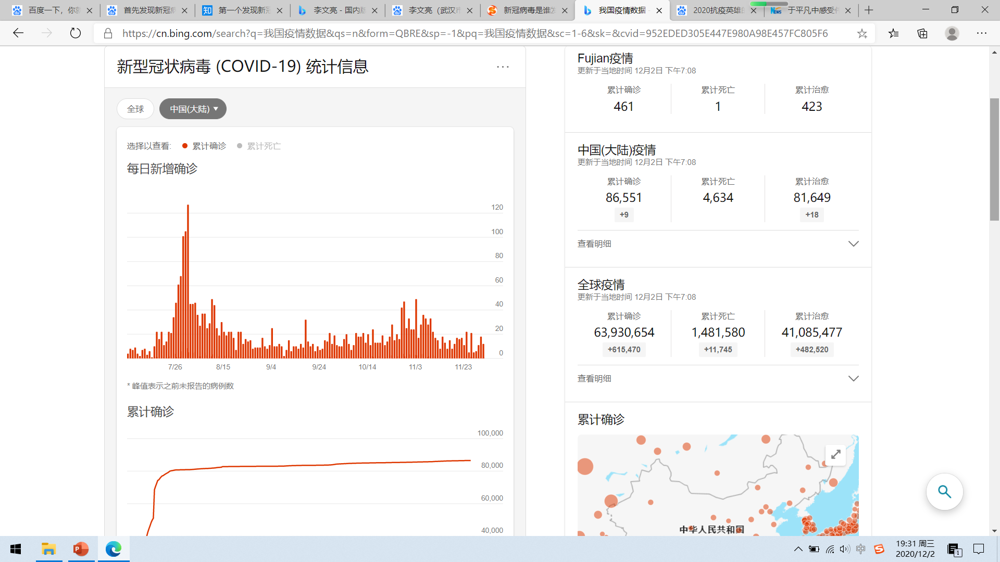 百度一下，你就
首先发现新冠病
第一个发现新冠
李文亮 - 国内版
李文亮（武汉市
新冠病毒是谁发
我国疫情数据 -
2020抗疫英雄的
NEWS
于平凡中感受伟
https://cn.bing.com/search?q=我国疫情数据&qs=n&form=QBRE&sp=-1&pq=我国疫情数据&sc=1-6&sk=&cvid=952EDED305E447E980A98E457FC805F6
新型冠状病毒 (COVID-19) 统计信息
全球
中国(大陆)
选择以查看:
累计确诊
累计死亡
每日新增确诊
120
100
80
60
40
20
0
7/26
8/15
9/4
9/24
10/14
11/3
11/23
* 峰值表示之前未报告的病例数
累计确诊
100,000
80,000
60,000
40,000
Fujian疫情
更新于当地时间 12月2日 下午7:08
累计确诊
累计死亡
累计治愈
461
1
423
中国(大陆)疫情
更新于当地时间 12月2日 下午7:08
累计确诊
累计死亡
累计治愈
86,551
4,634
81,649
+9
+18
查看明细
全球疫情
更新于当地时间 12月2日 下午7:08
累计确诊
累计死亡
累计治愈
63,930,654
1,481,580
41,085,477
+615,470
+11,745
+482,520
查看明细
累计确诊
中华人民共和国
中
19:31 周三
2020/12/2
1